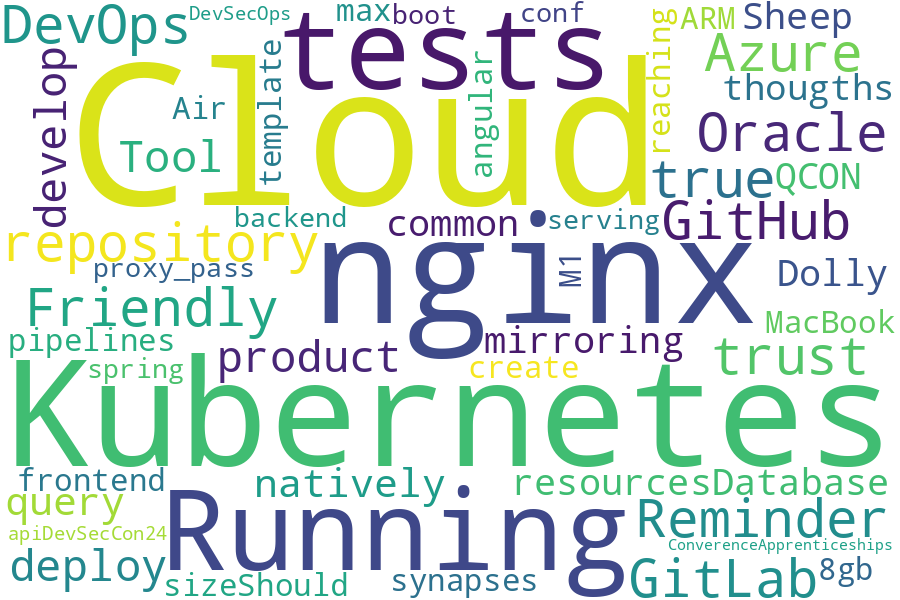 DevOps
DevSecOps
max
boot
conf
ARM
Sheep
tests
Cloud
develop
Air
template
Tool
angular
reaching
Azure
thougths
Oracle
true
QCON
backend
common
serving
GitHub
repository
nginx
proxy_pass
M1
Dolly
Friendly
MacBook
pipelines
product
mirroring
trust
spring
create
Kubernetes
frontend
natively
resourcesDatabase
query
Running
Reminder
apiDevSecCon24
ConverenceApprenticeships
deploy
sizeShould
synapses
GitLab
8gb